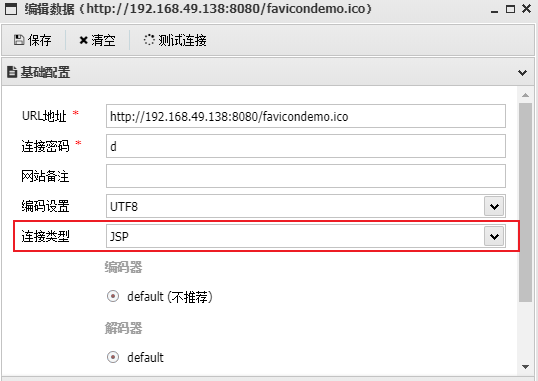 编辑数据 (http://192.168.49.138:8080/favicondemo.ico)
保存 清空 测试连接
基础配置
URL地址 * http://192.168.49.138:8080/favicondemo.ico
连接密码 * d
网站备注
编码设置 UTF8
连接类型 JSP
编码器
default (不推荐)
解码器
default